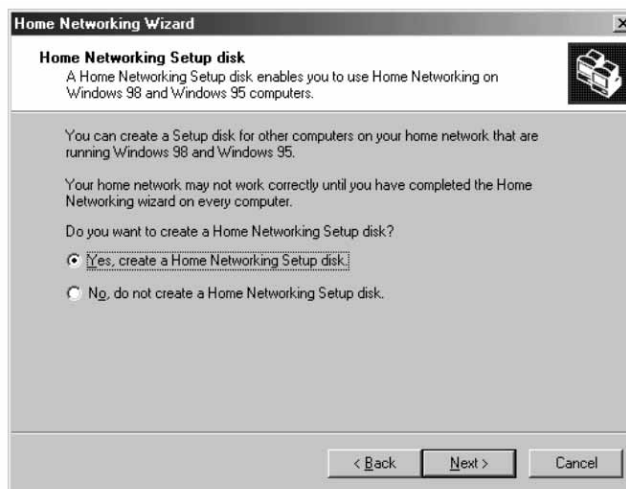 Home Networking Wizard
Home Networking Setup disk
A Home Networking Setup disk enables you to use Home Networking on
Windows 98 and Windows 95 computers.
You can create a Setup disk for other computers on your home network that are
running Windows 98 and Windows 95.
Your home network may not work correctly until you have completed the Home
Networking wizard on every computer.
Do you want to create a Home Networking Setup disk?
Yes, create a Home Networking Setup disk.
No, do not create a Home Networking Setup disk.
< Back Next > Cancel